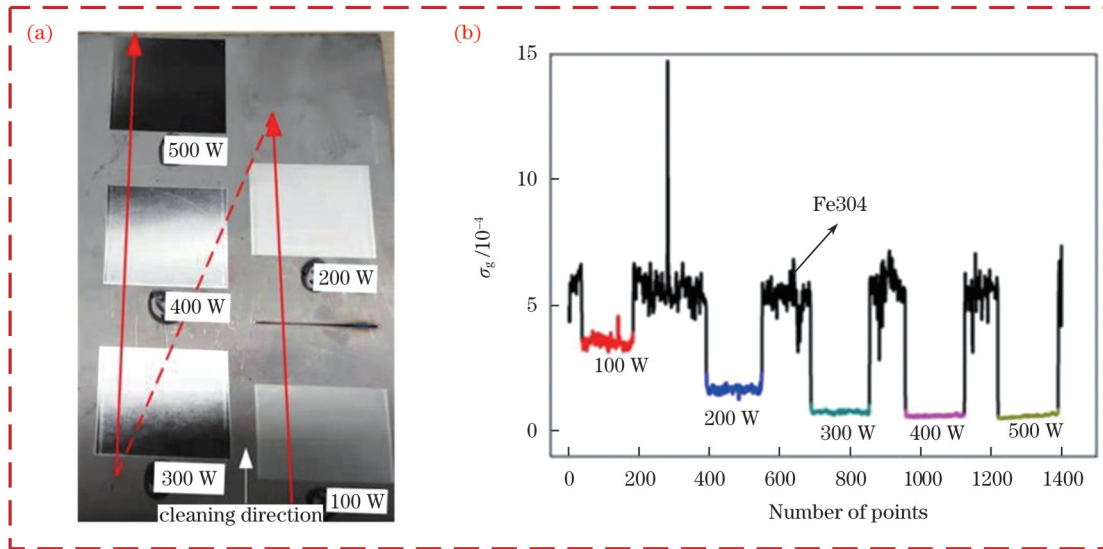 (a)
500 W
200 W
400 W
300 W
100 W
cleaning direction
(b)
15
10
5
0
σg /10⁻⁴
Fe304
100 W
200 W
300 W
400 W
500 W
0 200 400 600 800 1000 1200 1400
Number of points